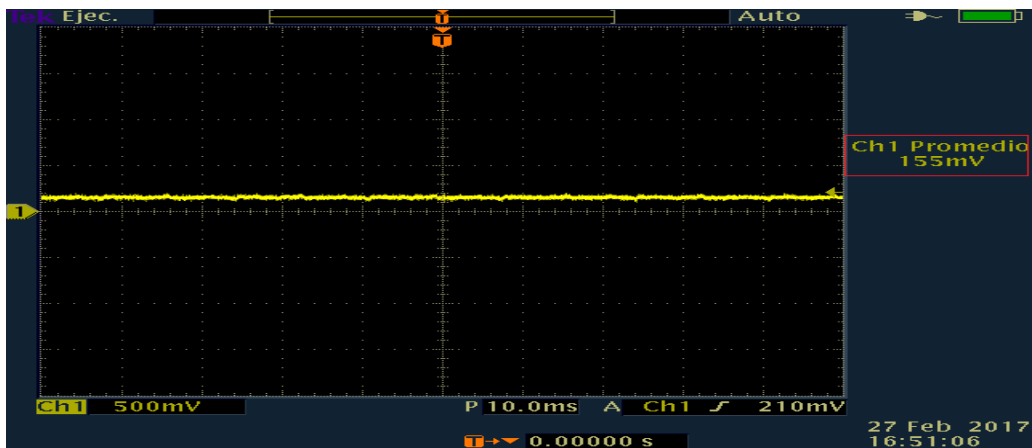 Tek Ejec.
Auto
T
T
Ch1 Promedio
155mV
1
Ch1 500mV P 10.0ms A Ch1 210mV
T 0.00000 s
27 Feb 2017
16:51:06